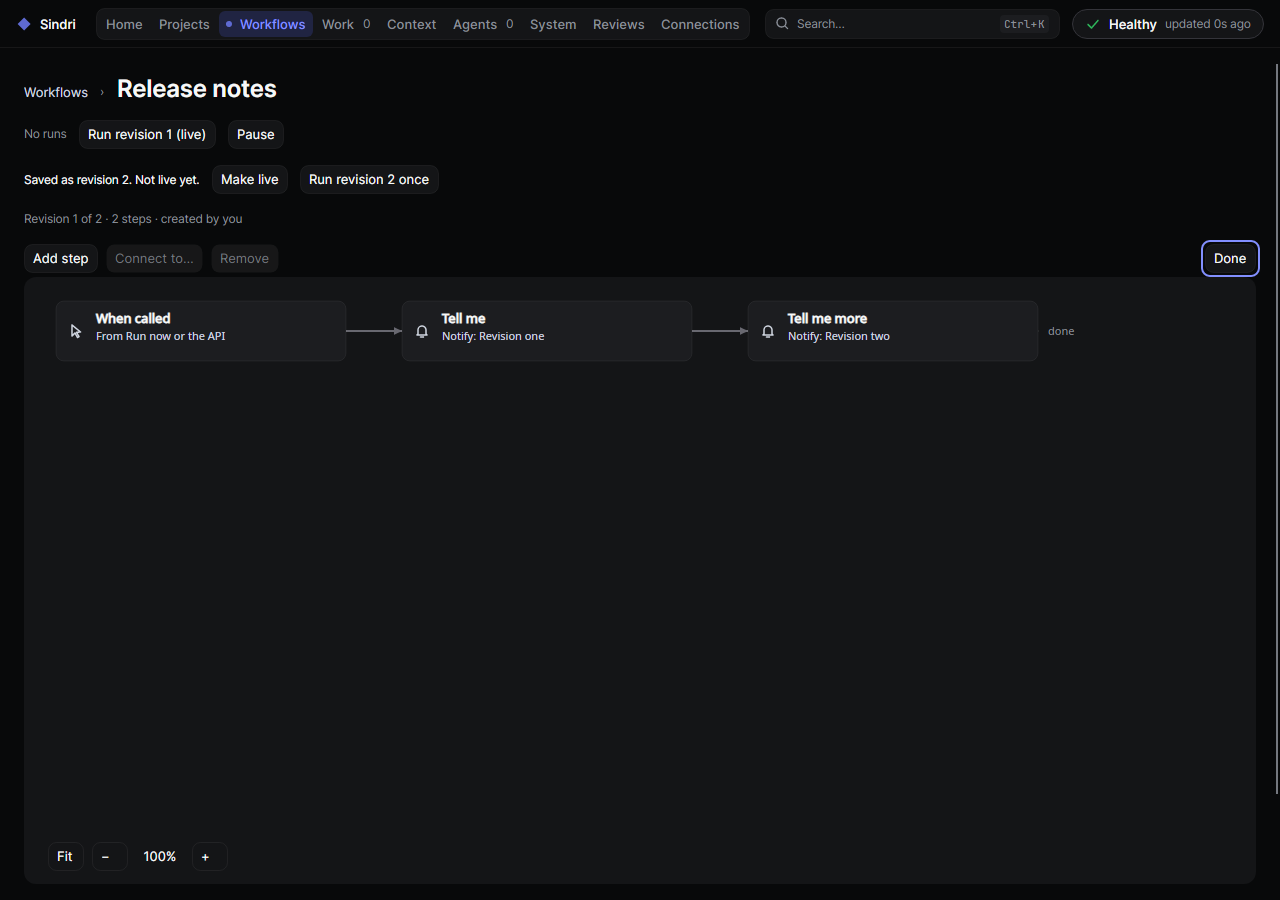 Sindri
Home Projects Workflows Work 0 Context Agents 0 System Reviews Connections
Search... Ctrl+K
Healthy updated 0s ago
Workflows › Release notes
No runs Run revision 1 (live) Pause
Saved as revision 2. Not live yet. Make live Run revision 2 once
Revision 1 of 2 · 2 steps · created by you
Add step Connect to... Remove Done
When called
From Run now or the API
Tell me
Notify: Revision one
Tell me more
Notify: Revision two
done
Fit − 100% +